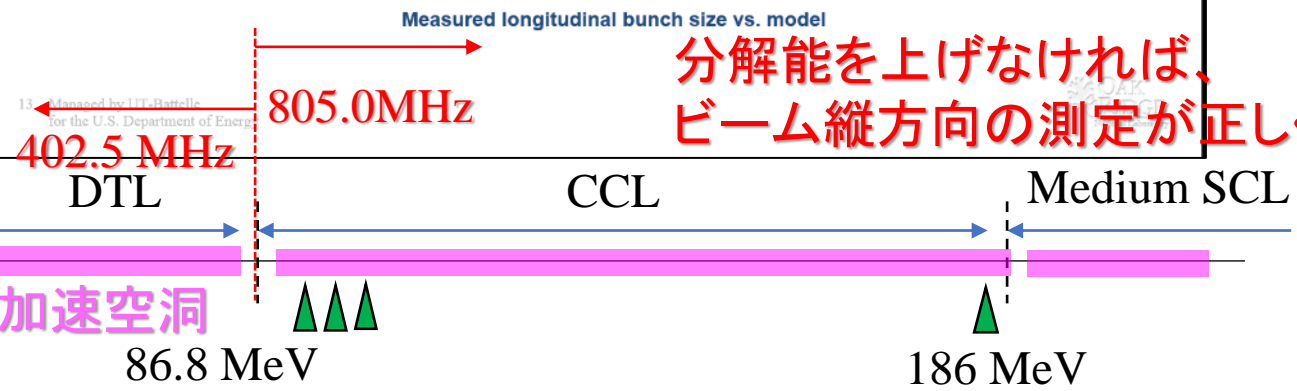 Measured longitudinal bunch size vs. model
分解能を上げなければ、
ビーム縦方向の測定が正し
13 Managed by UT-Battelle
for the U.S. Department of Energy
805.0MHz
OAK
RIDGE
402.5 MHz
DTL
CCL
Medium SCL
加速空洞
86.8 MeV
186 MeV